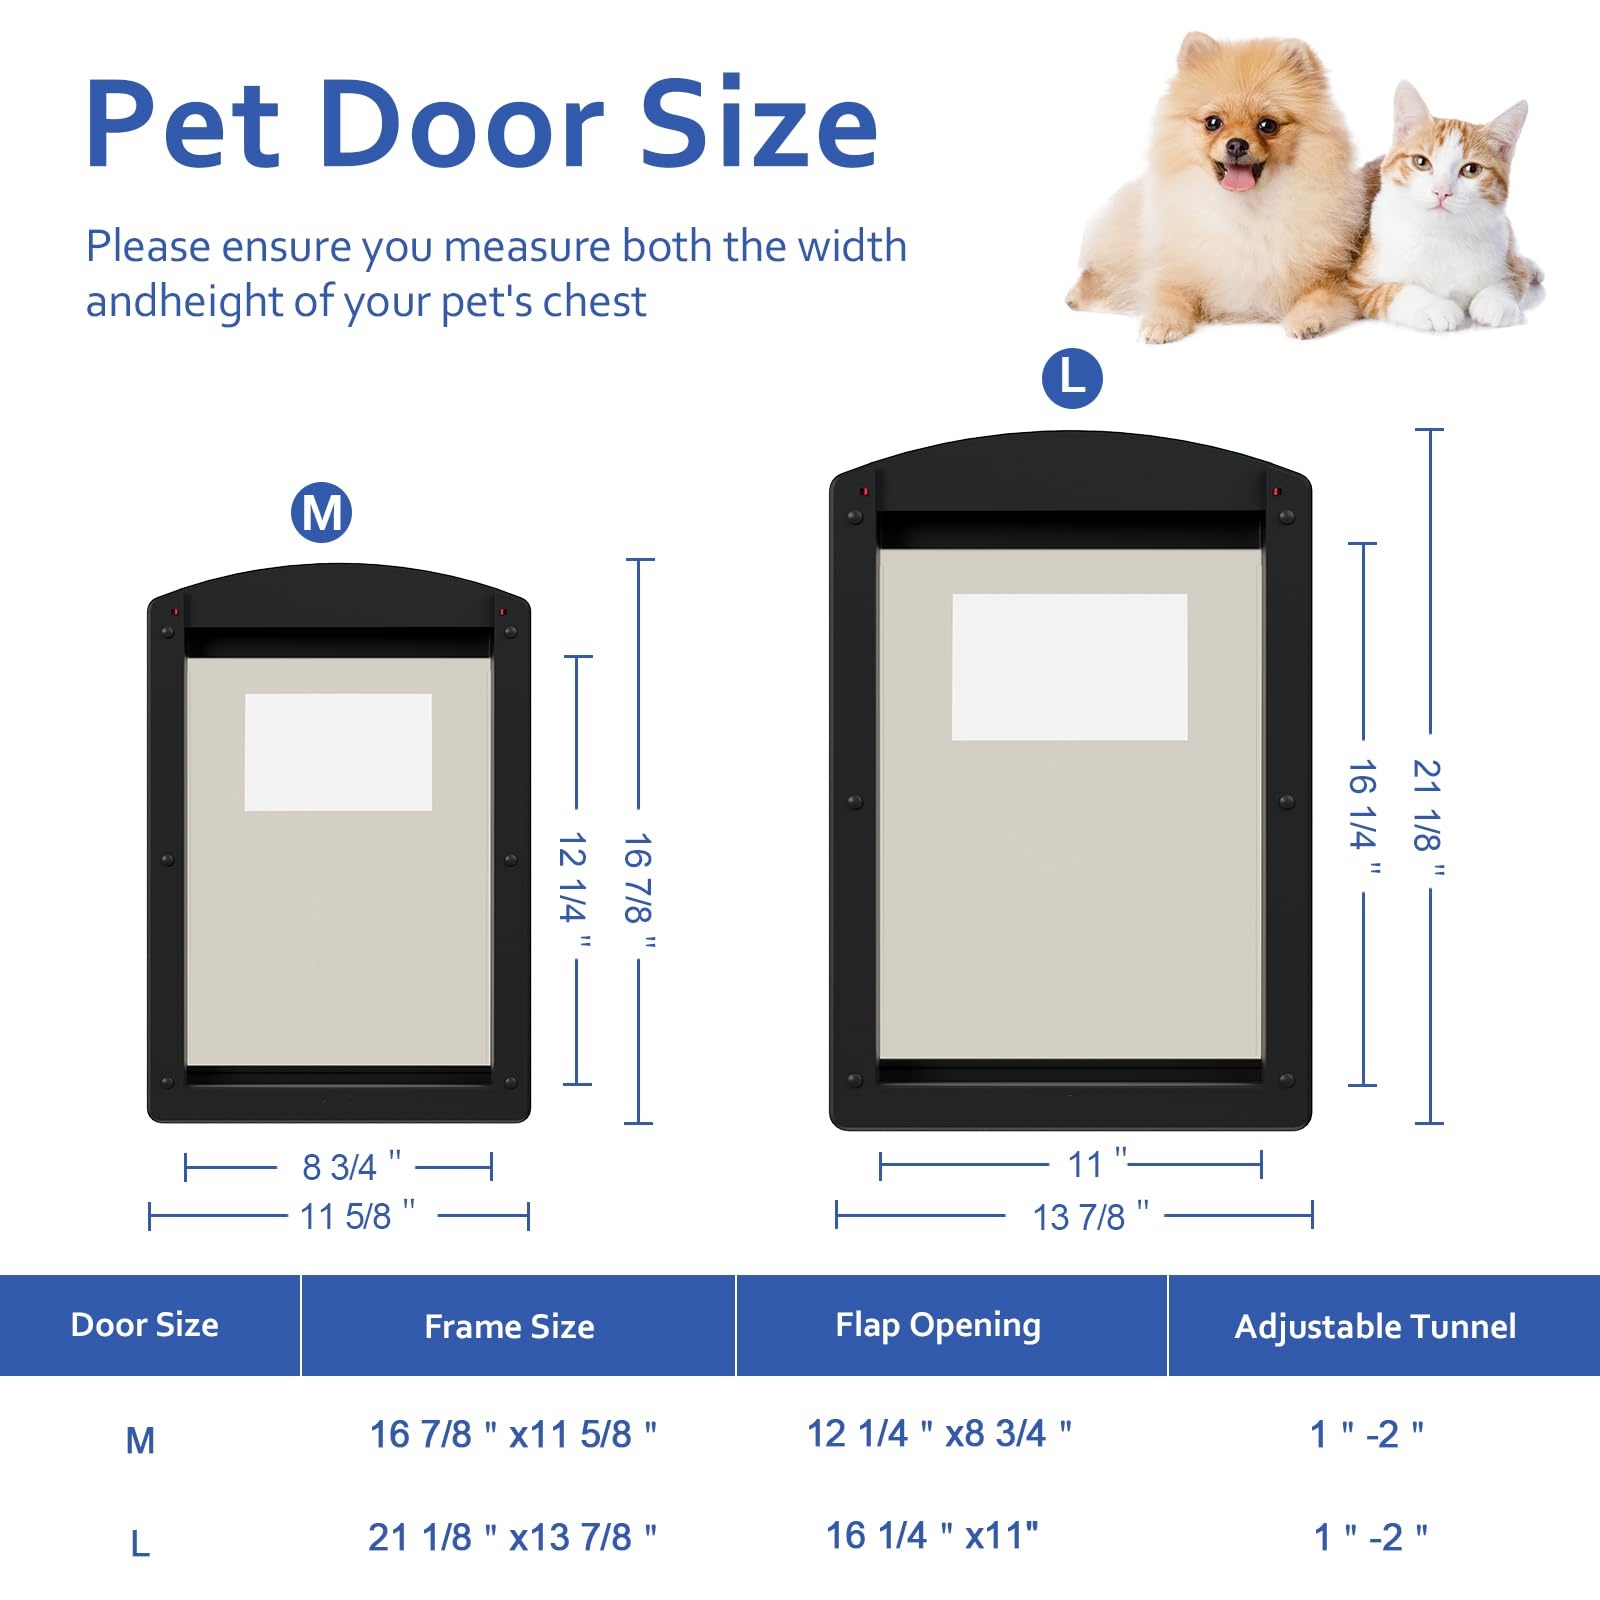 Pet Door Size
Please ensure you measure both the width
andheight of your pet's chest
L
M
12 1/4 "
16 7/8 "
16 1/4 "
21 1/8 "
8 3/4 "
11 5/8 "
11 "
13 7/8 "
Door Size Frame Size Flap Opening Adjustable Tunnel
M 16 7/8 " x11 5/8 " 12 1/4 " x8 3/4 " 1 " -2 "
L 21 1/8 " x13 7/8 " 16 1/4 " x11" 1 " -2 "